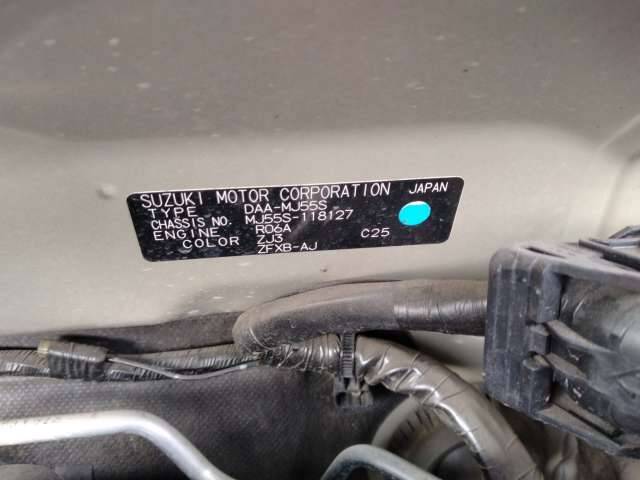 SUZUKI MOTOR CORPORATION JAPAN
TYPE DAA-MJ55S
CHASSIS NO. MJ55S-118127
ENGINE R06A C25
COLOR ZJ3
ZFXB-AJ